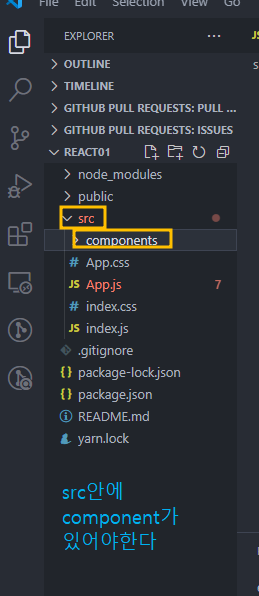 Edit
Selection
View
Go
EXPLORER
OUTLINE
TIMELINE
GITHUB PULL REQUESTS: PULL ...
GITHUB PULL REQUESTS: ISSUES
REACT01
node_modules
public
src
components
# App.css
JS App.js 7
# index.css
JS index.js
.gitignore
{} package-lock.json
{} package.json
README.md
yarn.lock
src안에
component가
있어야한다